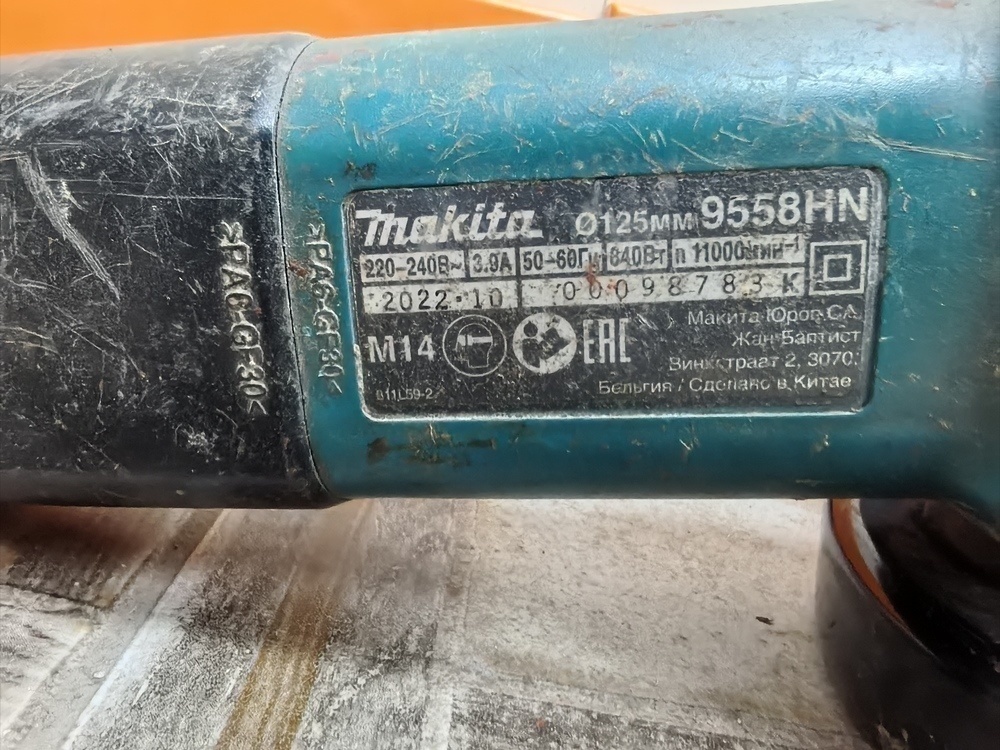 makita Ø125мм 9558HN
220-240В~ 3.9А 50-60Гц 840Вт n 11000мин⁻¹
2022.10 00098783 K
M14 EAC
Макита Юроп СА,
Жан-Баптист
Винкстраат 2, 3070,
Бельгия / Сделано в Китае
>PA6-GF30<
>PA6-GF30<